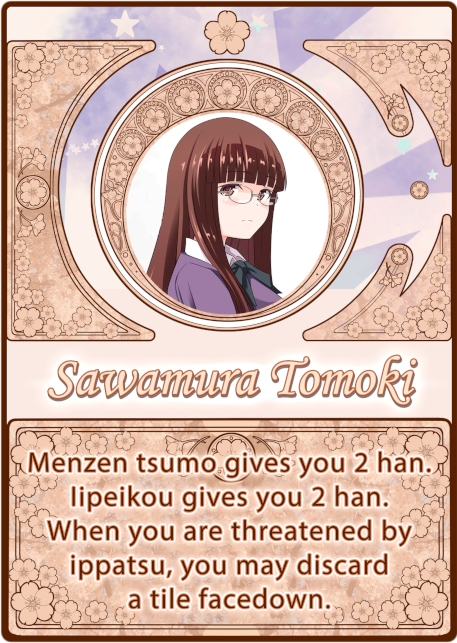 Sawamura Tomoki
Menzen tsumo gives you 2 han.
Iipeikou gives you 2 han.
When you are threatened by
ippatsu, you may discard
a tile facedown.